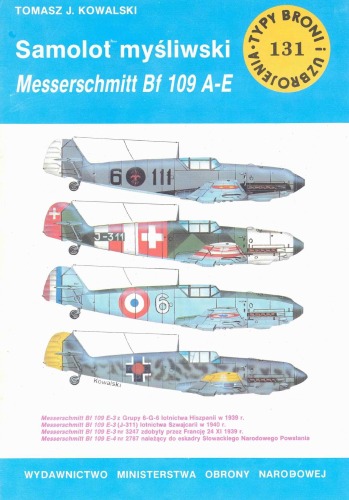 TOMASZ J. KOWALSKI
Samolot myśliwski
Messerschmitt Bf 109 A-E
TYPY BRONI i UZBROJENIA
131
6 111
J-311
Kowalski
Messerschmitt Bf 109 E-3 z Grupy 6-G-6 lotnictwa Hiszpanii w 1939 r.
Messerschmitt Bf 109 E-3 (J-311) lotnictwa Szwajcarii w 1940 r.
Messerschmitt Bf 109 E-3 nr 3247 zdobyty przez Francję 24 XI 1939 r.
Messerschmitt Bf 109 E-4 nr 2787 należący do eskadry Słowackiego Narodowego Powstania
WYDAWNICTWO MINISTERSTWA OBRONY NARODOWEJ